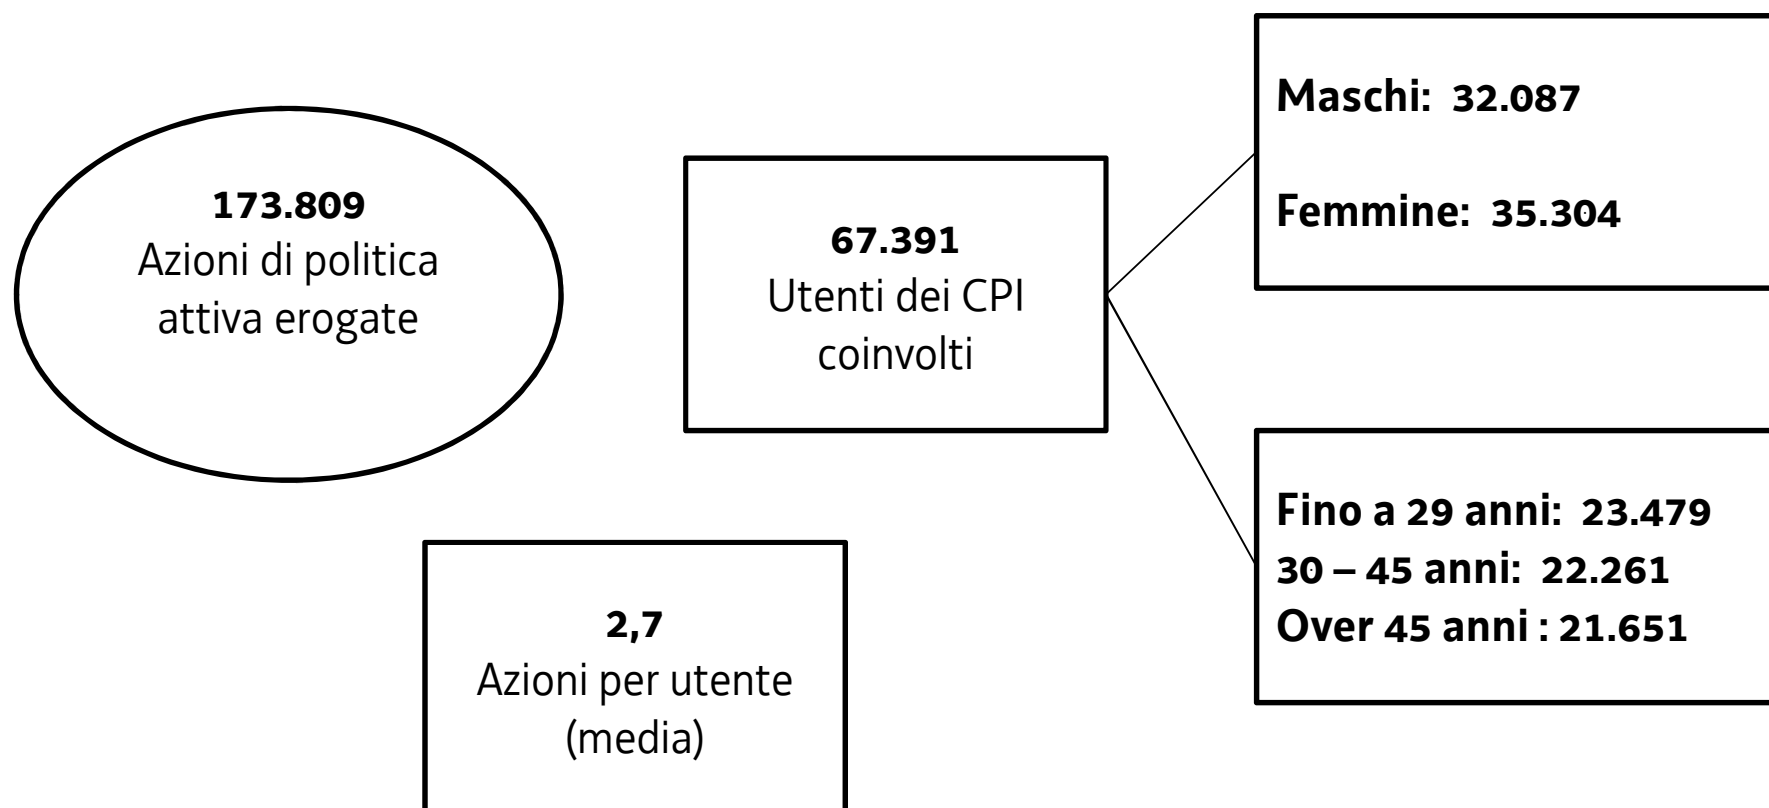 173.809
Azioni di politica
attiva erogate
67.391
Utenti dei CPI
coinvolti
Maschi: 32.087
Femmine: 35.304
Fino a 29 anni: 23.479
30 – 45 anni: 22.261
Over 45 anni : 21.651
2,7
Azioni per utente
(media)